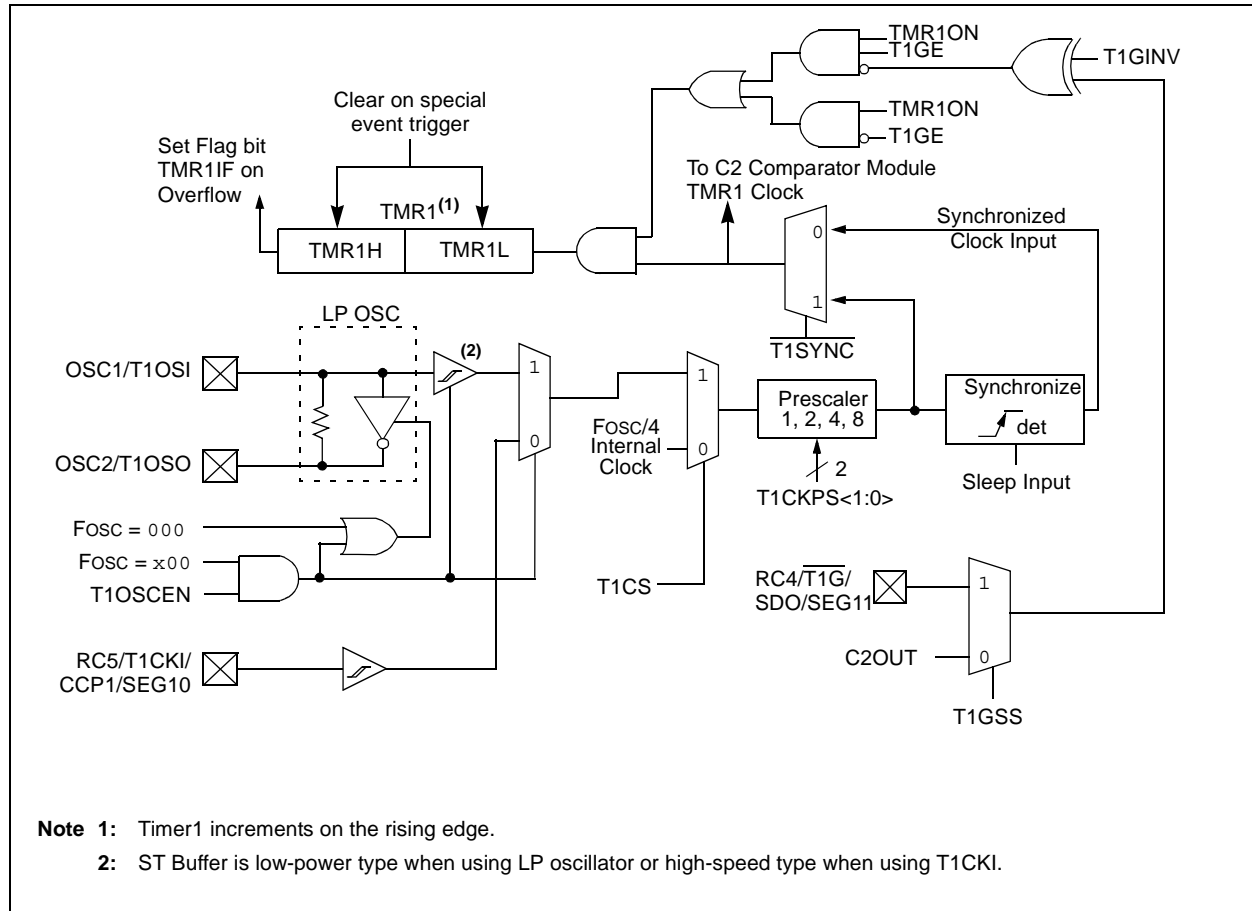 TMR1ON
T1GE
T1GINV
TMR1ON
T1GE
Clear on special
event trigger
Set Flag bit
TMR1IF on
Overflow
TMR1(1)
TMR1H
TMR1L
To C2 Comparator Module
TMR1 Clock
0
1
T1SYNC
Synchronized
Clock Input
LP OSC
OSC1/T1OSI
(2)
1
0
OSC2/T1OSO
FOSC = 000
FOSC = x00
T1OSCEN
RC5/T1CKI/
CCP1/SEG10
1
FOSC/4
Internal
Clock
0
T1CS
Prescaler
1, 2, 4, 8
2
T1CKPS<1:0>
Synchronize
det
Sleep Input
RC4/T1G/
SDO/SEG11
1
C2OUT
0
T1GSS
Note 1: Timer1 increments on the rising edge.
2: ST Buffer is low-power type when using LP oscillator or high-speed type when using T1CKI.